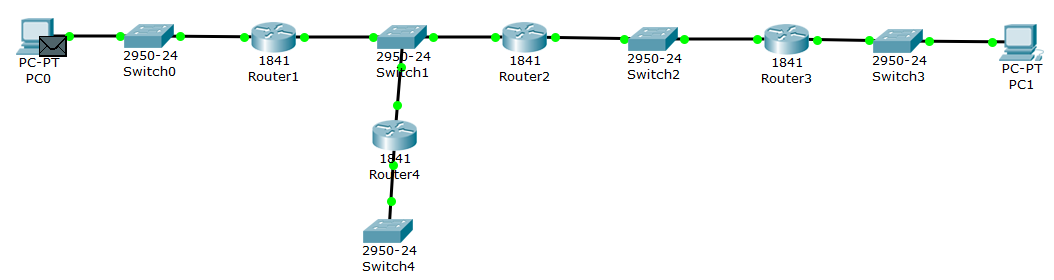 PC-PT
PC0
2950-24
Switch0
1841
Router1
2950-24
Switch1
1841
Router2
2950-24
Switch2
1841
Router3
2950-24
Switch3
PC-PT
PC1
1841
Router4
2950-24
Switch4